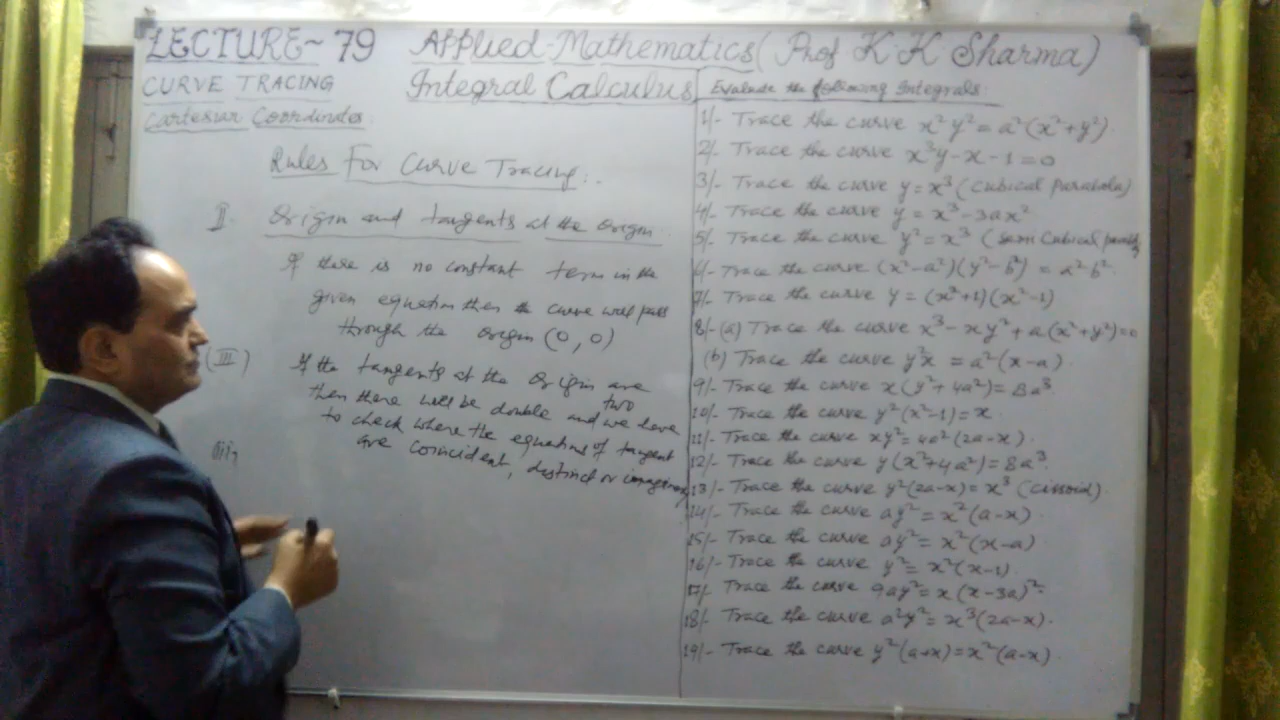 LECTURE~79 Applied-Mathematics (Prof K.K. Sharma)
CURVE TRACING
Integral Calculus
Cartesian Coordinates
Rules For Curve Tracing:-
II. Origin and tangents at the Origin
If there is no constant term in the
given equation then the curve will pass
through the origin (0,0)
(III) If the tangents at the Origin are two
then there will be double and we have
to check where the equations of tangent
are coincident, distinct or imaginary
Evaluate the following Integrals:
1/- Trace the curve x²y² = a²(x²+y²)
2/- Trace the curve x³y-x-1=0
3/- Trace the curve y = x³ (Cubical parabola)
4/- Trace the curve y = x³-3ax²
5/- Trace the curve y² = x³ (Semi Cubical
6/- Trace the curve (x²-a²)(y²-b²) = a²b²
7/- Trace the curve y = (x²+1)(x²-1)
8/- (a) Trace the curve x³-xy²+a(x²+y²)=0
(b) Trace the curve y²x = a²(x-a)
9/- Trace the curve x(y²+4a²)=8a³
10/- Trace the curve y²(x²-1)=x
11/- Trace the curve xy²=4a²(2a-x)
12/- Trace the curve y(x²+4a²)=8a³
13/- Trace the curve y²(2a-x)=x³ (cissoid)
14/- Trace the curve ay² = x²(a-x)
15/- Trace the curve ay² = x²(x-a)
16/- Trace the curve y² = x²(x-1)
17/- Trace the curve 9ay² = x(x-3a)²
18/- Trace the curve a²y² = x³(2a-x).
19/- Trace the curve y²(a+x)=x²(a-x)